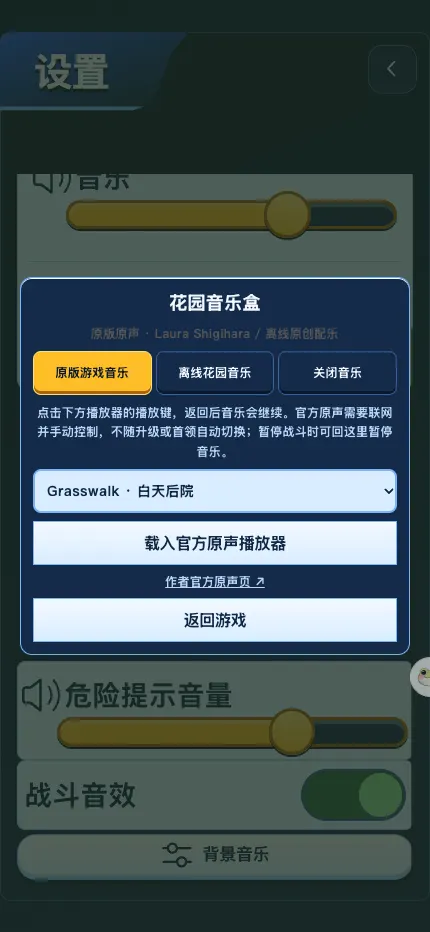 设置
音乐
花园音乐盒
原版原声 · Laura Shigihara / 离线原创配乐
原版游戏音乐
离线花园音乐
关闭音乐
点击下方播放器的播放键，返回后音乐会继续。官方原声需要联网
并手动控制，不随升级或首领自动切换；暂停战斗时可回这里暂停
音乐。
Grasswalk · 白天后院
载入官方原声播放器
作者官方原声页 ↗
返回游戏
危险提示音量
战斗音效
背景音乐